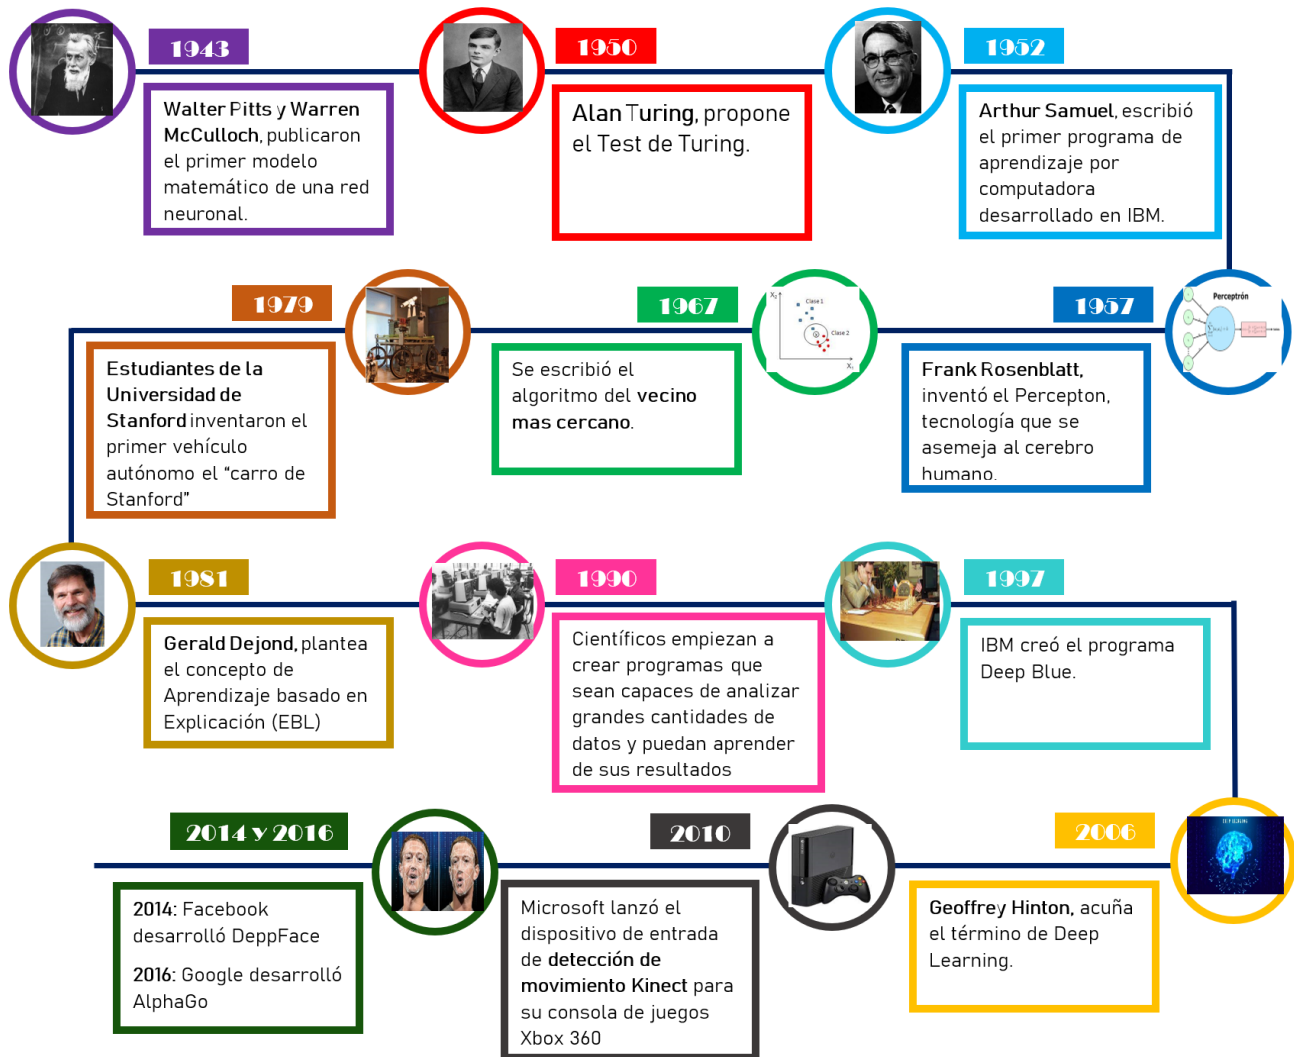 1943
Walter Pitts y Warren
McCulloch, publicaron
el primer modelo
matemático de una red
neuronal.
1950
Alan Turing, propone
el Test de Turing.
1952
Arthur Samuel, escribió
el primer programa de
aprendizaje por
computadora
desarrollado en IBM.
1957
Perceptrón
Frank Rosenblatt,
inventó el Percepton,
tecnología que se
asemeja al cerebro
humano.
1967
X₂
Clase 1
Clase 2
X₁
Se escribió el
algoritmo del vecino
mas cercano.
1979
Estudiantes de la
Universidad de
Stanford inventaron el
primer vehículo
autónomo el “carro de
Stanford”
1981
Gerald Dejond, plantea
el concepto de
Aprendizaje basado en
Explicación (EBL)
1990
Científicos empiezan a
crear programas que
sean capaces de analizar
grandes cantidades de
datos y puedan aprender
de sus resultados
1997
IBM creó el programa
Deep Blue.
2006
Geoffrey Hinton, acuña
el término de Deep
Learning.
2010
Microsoft lanzó el
dispositivo de entrada
de detección de
movimiento Kinect para
su consola de juegos
Xbox 360
2014 y 2016
2014: Facebook
desarrolló DeppFace
2016: Google desarrolló
AlphaGo